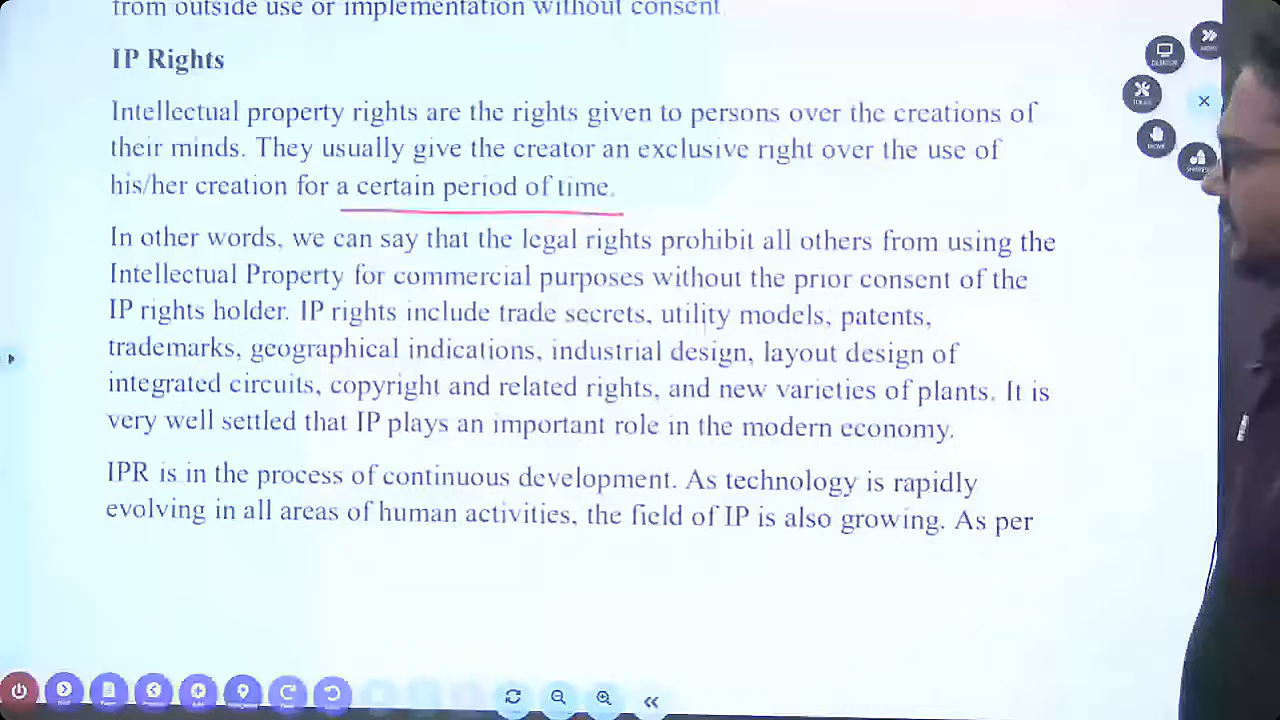 from outside use or implementation without consent
IP Rights
Intellectual property rights are the rights given to persons over the creations of
their minds. They usually give the creator an exclusive right over the use of
his/her creation for a certain period of time.
In other words, we can say that the legal rights prohibit all others from using the
Intellectual Property for commercial purposes without the prior consent of the
IP rights holder. IP rights include trade secrets, utility models, patents,
trademarks, geographical indications, industrial design, layout design of
integrated circuits, copyright and related rights, and new varieties of plants. It is
very well settled that IP plays an important role in the modern economy.
IPR is in the process of continuous development. As technology is rapidly
evolving in all areas of human activities, the field of IP is also growing. As per